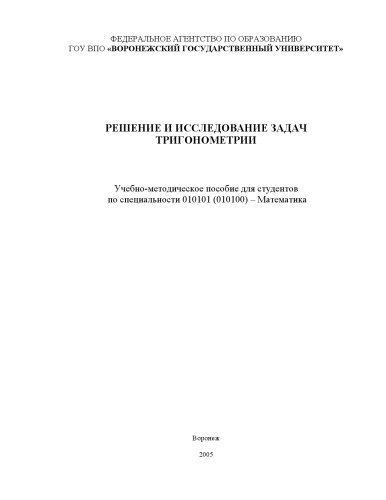 ФЕДЕРАЛЬНОЕ АГЕНТСТВО ПО ОБРАЗОВАНИЮ
ГОУ ВПО «ВОРОНЕЖСКИЙ ГОСУДАРСТВЕННЫЙ УНИВЕРСИТЕТ»
РЕШЕНИЕ И ИССЛЕДОВАНИЕ ЗАДАЧ
ТРИГОНОМЕТРИИ
Учебно-методическое пособие для студентов
по специальности 010101 (010100) – Математика
Воронеж
2005